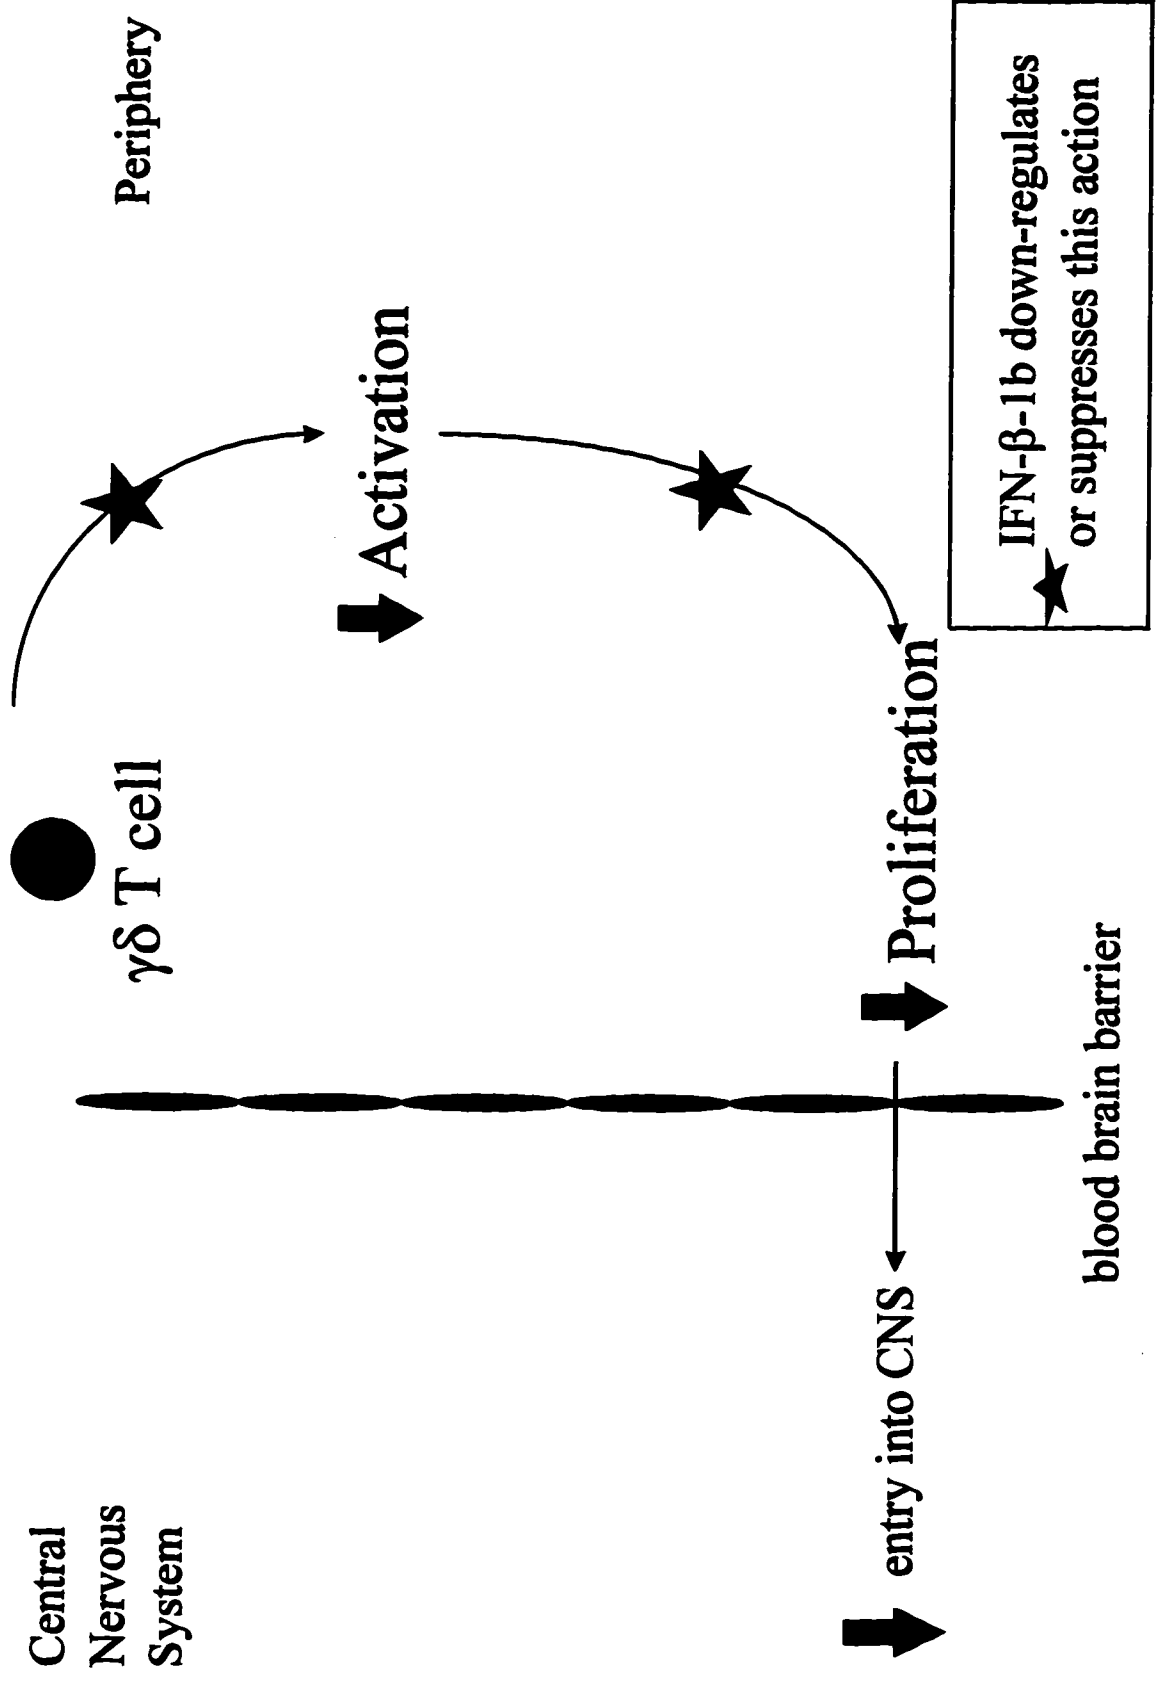 Central
Nervous
System
Periphery
γδ T cell
Activation
Proliferation
entry into CNS
blood brain barrier
IFN-β-1b down-regulates
or suppresses this action